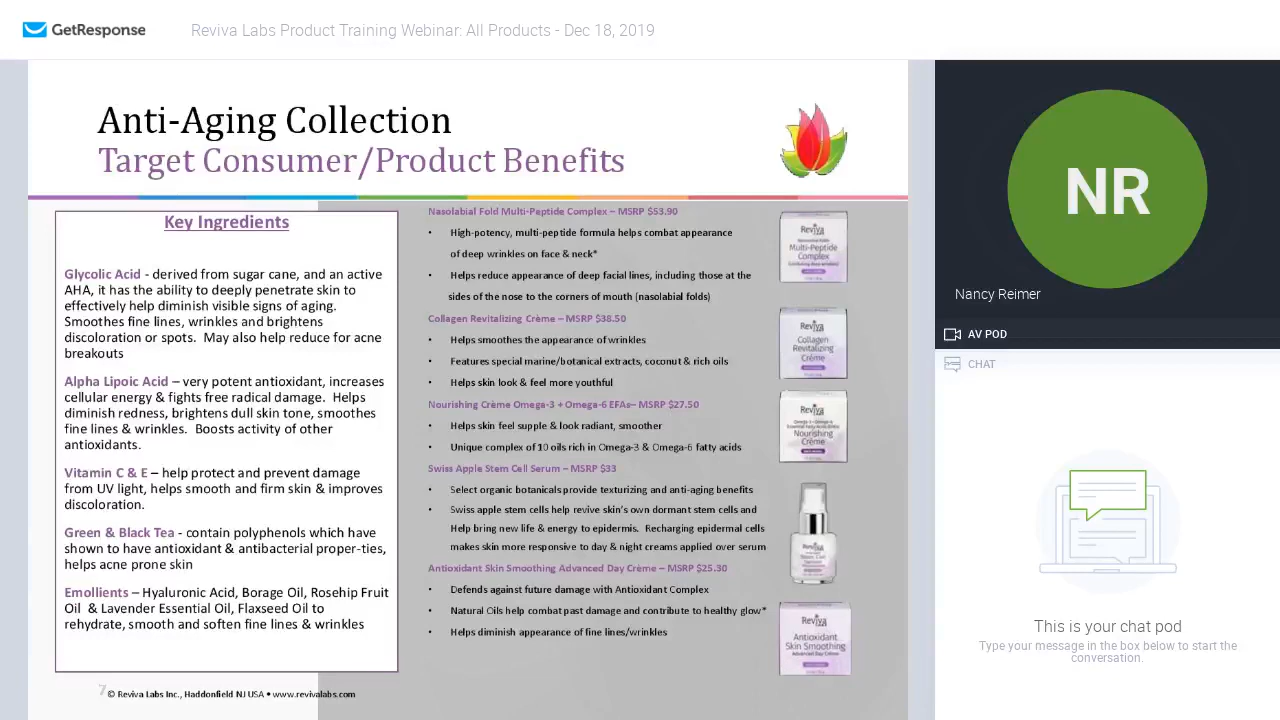 GetResponse
Reviva Labs Product Training Webinar: All Products - Dec 18, 2019
Anti-Aging Collection
Target Consumer/Product Benefits
Key Ingredients
Glycolic Acid - derived from sugar cane, and an active
AHA, it has the ability to deeply penetrate skin to
effectively help diminish visible signs of aging.
Smoothes fine lines, wrinkles and brightens
discoloration or spots.  May also help reduce for acne
breakouts
Alpha Lipoic Acid – very potent antioxidant, increases
cellular energy & fights free radical damage.  Helps
diminish redness, brightens dull skin tone, smoothes
fine lines & wrinkles.  Boosts activity of other
antioxidants.
Vitamin C & E – help protect and prevent damage
from UV light, helps smooth and firm skin & improves
discoloration.
Green & Black Tea - contain polyphenols which have
shown to have antioxidant & antibacterial proper-ties,
helps acne prone skin
Emollients – Hyaluronic Acid, Borage Oil, Rosehip Fruit
Oil  & Lavender Essential Oil, Flaxseed Oil to
rehydrate, smooth and soften fine lines & wrinkles
Nasolabial Fold Multi-Peptide Complex – MSRP $53.90
• High-potency, multi-peptide formula helps combat appearance
of deep wrinkles on face & neck*
• Helps reduce appearance of deep facial lines, including those at the
sides of the nose to the corners of mouth (nasolabial folds)
Collagen Revitalizing Crème – MSRP $38.50
• Helps smoothes the appearance of wrinkles
• Features special marine/botanical extracts, coconut & rich oils
• Helps skin look & feel more youthful
Nourishing Crème Omega-3 + Omega-6 EFAs– MSRP $27.50
• Helps skin feel supple & look radiant, smoother
• Unique complex of 10 oils rich in Omega-3 & Omega-6 fatty acids
Swiss Apple Stem Cell Serum – MSRP $33
• Select organic botanicals provide texturizing and anti-aging benefits
• Swiss apple stem cells help revive skin's own dormant stem cells and
Help bring new life & energy to epidermis.  Recharging epidermal cells
makes skin more responsive to day & night creams applied over serum
Antioxidant Skin Smoothing Advanced Day Crème – MSRP $25.30
• Defends against future damage with Antioxidant Complex
• Natural Oils help combat past damage and contribute to healthy glow*
• Helps diminish appearance of fine lines/wrinkles
Reviva
Multi-Peptide
Complex
Reviva
Collagen
Revitalizing
Crème
Reviva
Nourishing
Crème
Reviva
Antioxidant
Skin Smoothing
Advanced Day Crème
7 © Reviva Labs Inc., Haddonfield NJ USA • www.revivalabs.com
NR
Nancy Reimer
AV POD
CHAT
This is your chat pod
Type your message in the box below to start the
conversation.